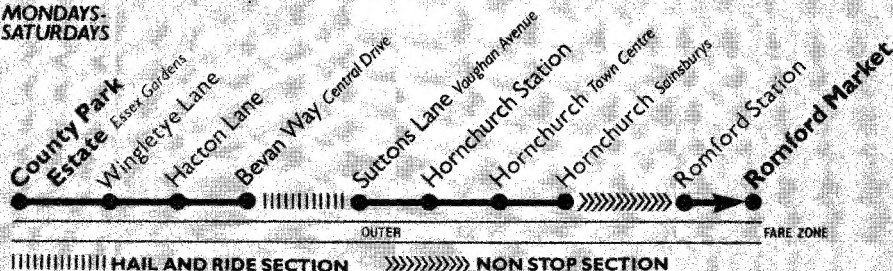 MONDAYS-
SATURDAYS
County Park
Estate Essex Gardens
Wingletye Lane
Hacton Lane
Bevan Way Central Drive
Suttons Lane Vaughan Avenue
Hornchurch Station
Hornchurch Town Centre
Hornchurch Sainsburys
Romford Station
Romford Market
OUTER
FARE ZONE
HAIL AND RIDE SECTION
NON STOP SECTION